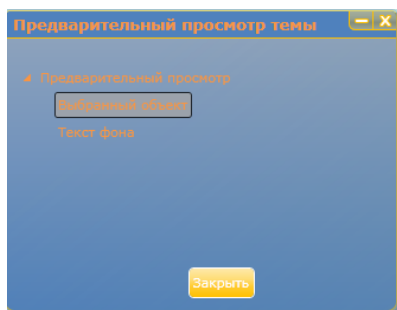 Предварительный просмотр темы
Предварительный просмотр
Выбранный объект
Текст фона
Закрыть